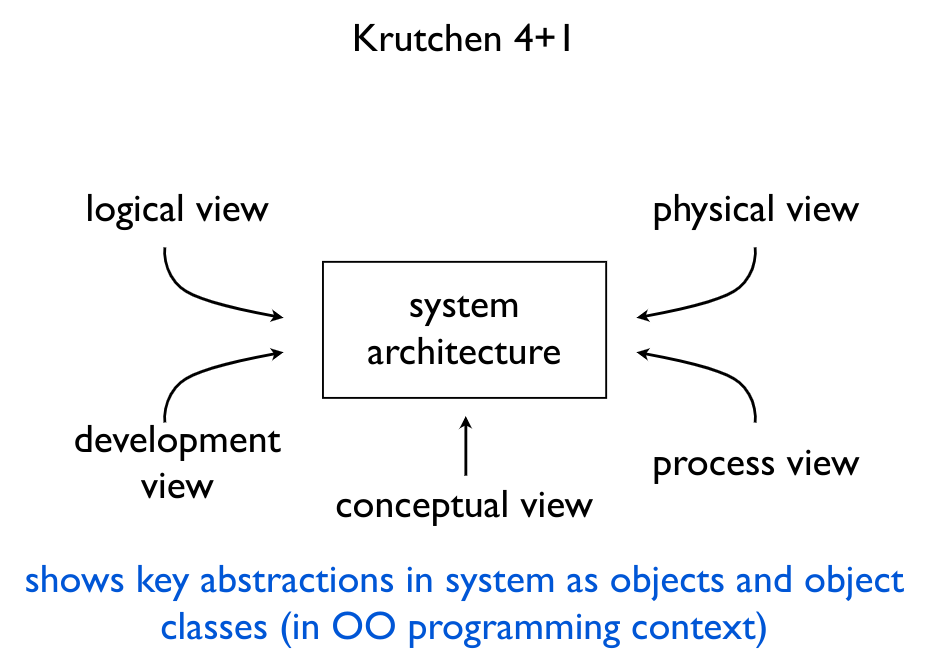 Krutchen 4+1
logical view
physical view
system
architecture
development
view
process view
conceptual view
shows key abstractions in system as objects and object
classes (in OO programming context)